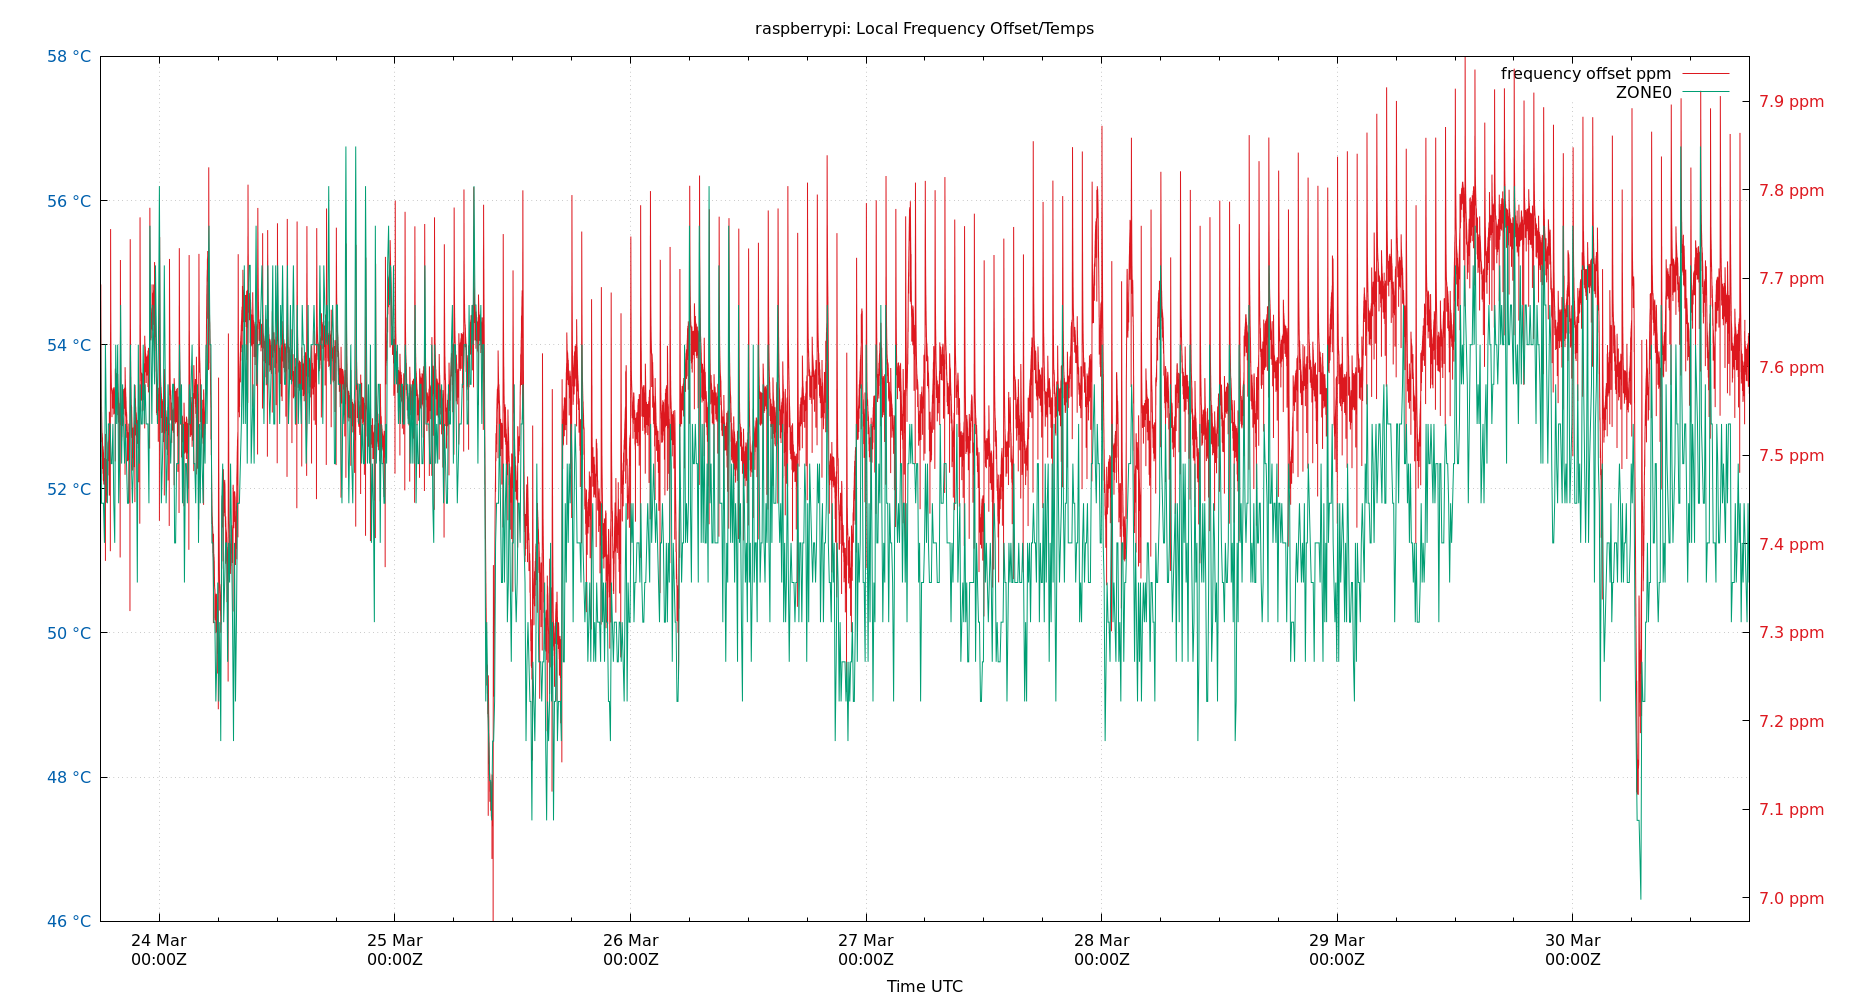 raspberrypi: Local Frequency Offset/Temps
58 °C
56 °C
54 °C
52 °C
50 °C
48 °C
46 °C
frequency offset ppm
ZONE0
7.9 ppm
7.8 ppm
7.7 ppm
7.6 ppm
7.5 ppm
7.4 ppm
7.3 ppm
7.2 ppm
7.1 ppm
7.0 ppm
24 Mar
00:00Z
25 Mar
00:00Z
26 Mar
00:00Z
27 Mar
00:00Z
28 Mar
00:00Z
29 Mar
00:00Z
30 Mar
00:00Z
Time UTC